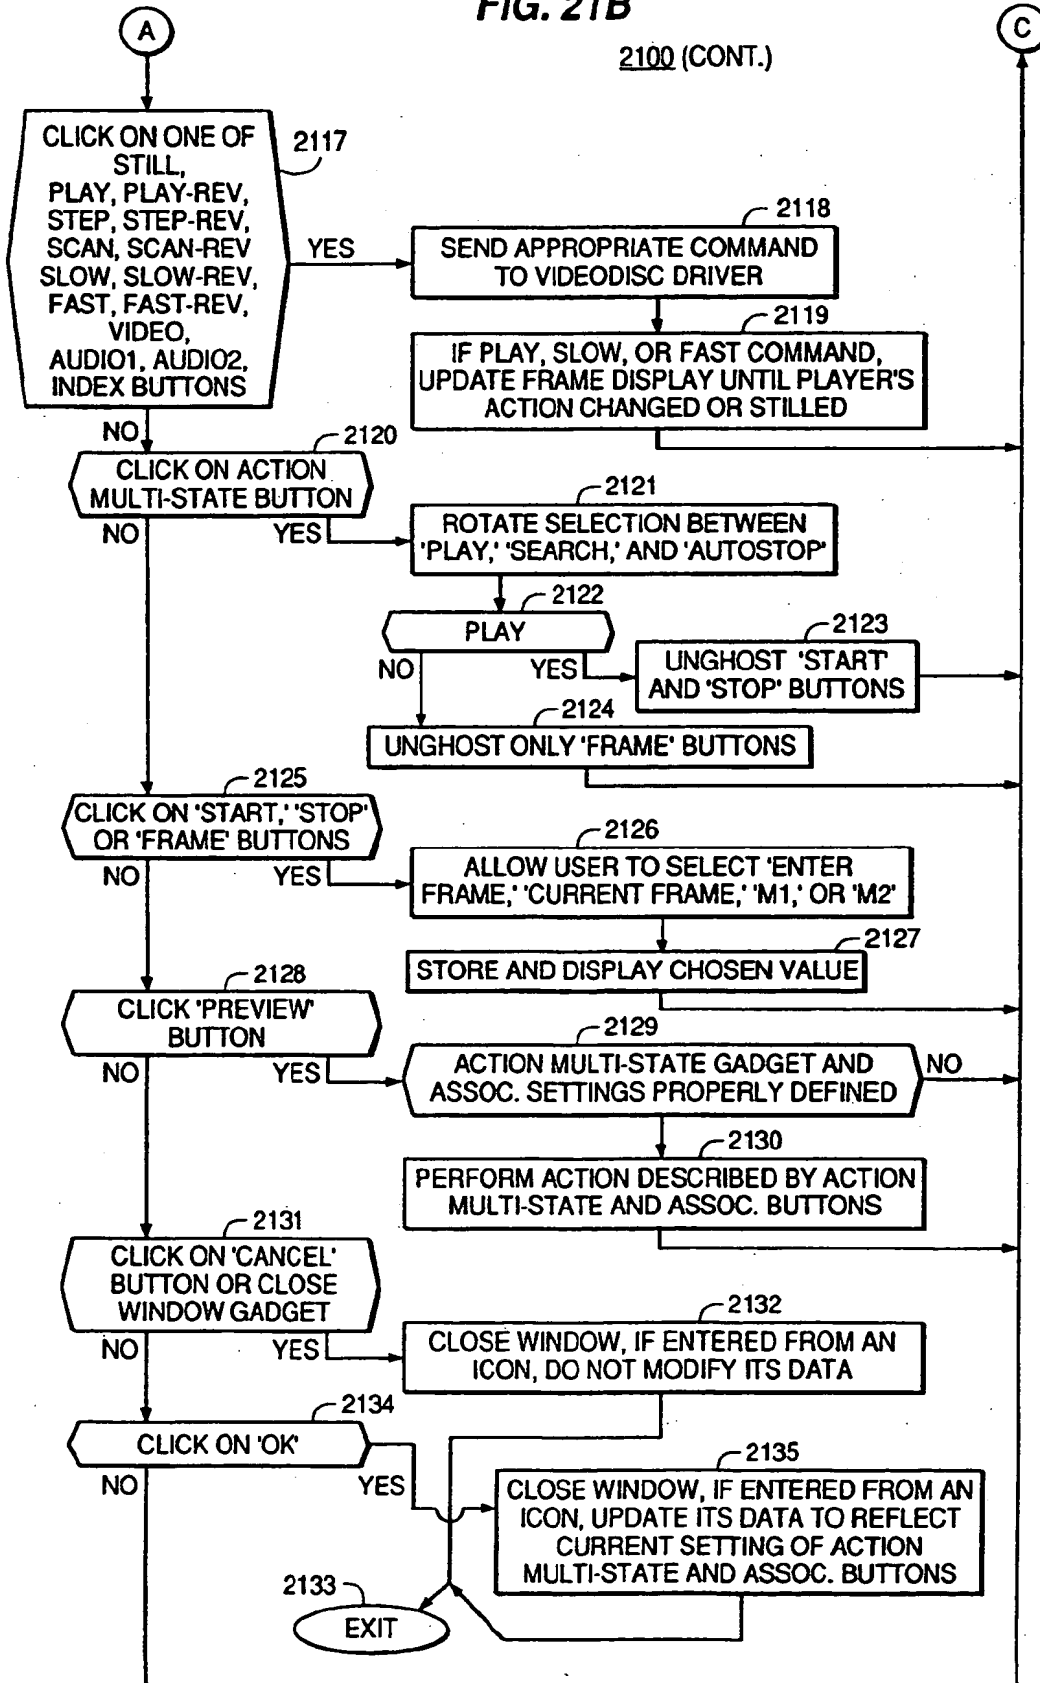 FIG. 21B
A
C
2100 (CONT.)
CLICK ON ONE OF
STILL,
PLAY, PLAY-REV,
STEP, STEP-REV,
SCAN, SCAN-REV
SLOW, SLOW-REV,
FAST, FAST-REV,
VIDEO,
AUDIO1, AUDIO2,
INDEX BUTTONS
2117
YES
2118
SEND APPROPRIATE COMMAND
TO VIDEODISC DRIVER
2119
IF PLAY, SLOW, OR FAST COMMAND,
UPDATE FRAME DISPLAY UNTIL PLAYER'S
ACTION CHANGED OR STILLED
NO
2120
CLICK ON ACTION
MULTI-STATE BUTTON
NO
YES
2121
ROTATE SELECTION BETWEEN
'PLAY,' 'SEARCH,' AND 'AUTOSTOP'
2122
PLAY
NO
YES
2123
UNGHOST 'START'
AND 'STOP' BUTTONS
2124
UNGHOST ONLY 'FRAME' BUTTONS
2125
CLICK ON 'START,' 'STOP'
OR 'FRAME' BUTTONS
NO
YES
2126
ALLOW USER TO SELECT 'ENTER
FRAME,' 'CURRENT FRAME,' 'M1,' OR 'M2'
2127
STORE AND DISPLAY CHOSEN VALUE
2128
CLICK 'PREVIEW'
BUTTON
NO
YES
2129
ACTION MULTI-STATE GADGET AND
ASSOC. SETTINGS PROPERLY DEFINED
NO
2130
PERFORM ACTION DESCRIBED BY ACTION
MULTI-STATE AND ASSOC. BUTTONS
2131
CLICK ON 'CANCEL'
BUTTON OR CLOSE
WINDOW GADGET
NO
YES
2132
CLOSE WINDOW, IF ENTERED FROM AN
ICON, DO NOT MODIFY ITS DATA
2134
CLICK ON 'OK'
NO
YES
2135
CLOSE WINDOW, IF ENTERED FROM AN
ICON, UPDATE ITS DATA TO REFLECT
CURRENT SETTING OF ACTION
MULTI-STATE AND ASSOC. BUTTONS
2133
EXIT